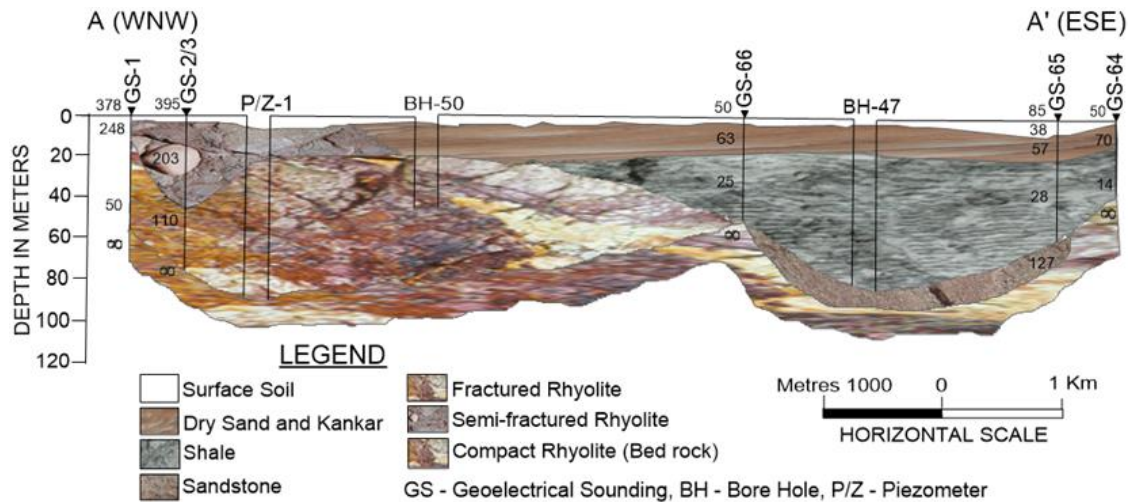 A (WNW)
A' (ESE)
GS-1
GS-2/3
P/Z-1
BH-50
GS-66
BH-47
GS-65
GS-64
378
395
50
85
50
248
203
110
50
∞
∞
63
25
∞
38
57
28
127
70
14
∞
0
20
40
60
80
100
120
DEPTH IN METERS
LEGEND
Surface Soil
Dry Sand and Kankar
Shale
Sandstone
Fractured Rhyolite
Semi-fractured Rhyolite
Compact Rhyolite (Bed rock)
Metres 1000 0 1 Km
HORIZONTAL SCALE
GS - Geoelectrical Sounding, BH - Bore Hole, P/Z - Piezometer